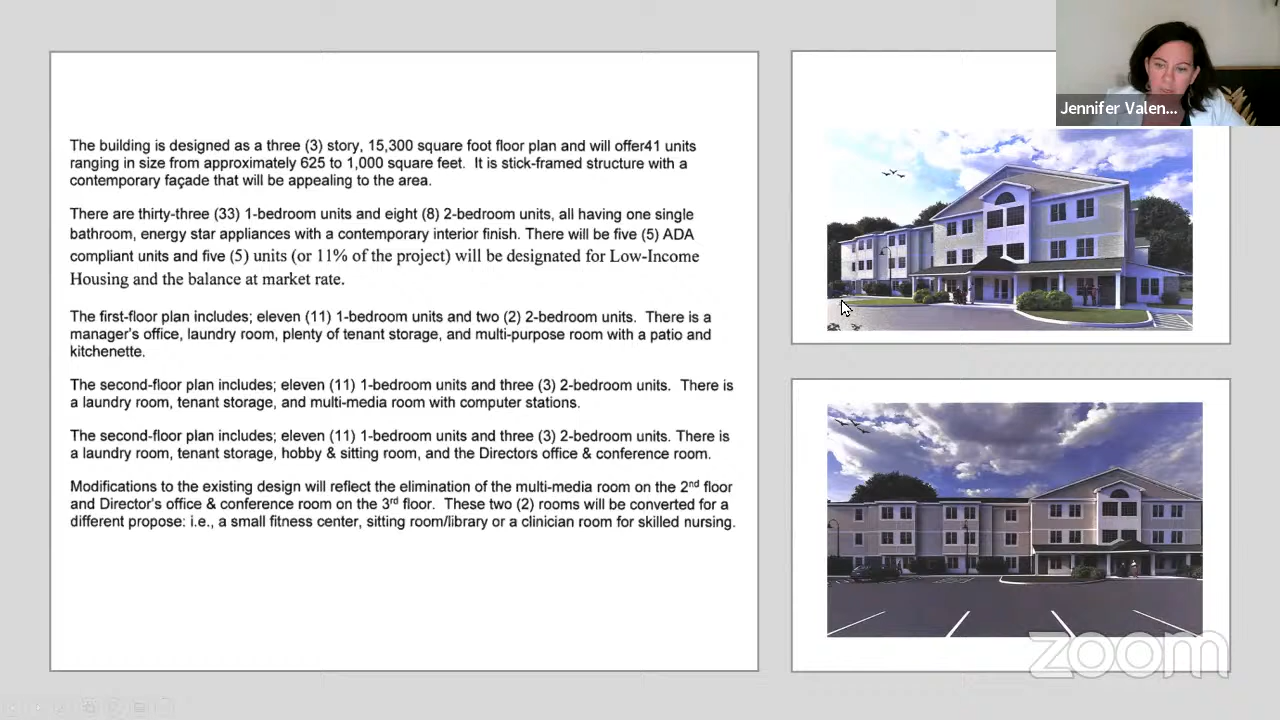 Jennifer Valen...
The building is designed as a three (3) story, 15,300 square foot floor plan and will offer41 units
ranging in size from approximately 625 to 1,000 square feet. It is stick-framed structure with a
contemporary façade that will be appealing to the area.
There are thirty-three (33) 1-bedroom units and eight (8) 2-bedroom units, all having one single
bathroom, energy star appliances with a contemporary interior finish. There will be five (5) ADA
compliant units and five (5) units (or 11% of the project) will be designated for Low-Income
Housing and the balance at market rate.
The first-floor plan includes; eleven (11) 1-bedroom units and two (2) 2-bedroom units. There is a
manager's office, laundry room, plenty of tenant storage, and multi-purpose room with a patio and
kitchenette.
The second-floor plan includes; eleven (11) 1-bedroom units and three (3) 2-bedroom units. There is
a laundry room, tenant storage, and multi-media room with computer stations.
The second-floor plan includes; eleven (11) 1-bedroom units and three (3) 2-bedroom units. There is
a laundry room, tenant storage, hobby & sitting room, and the Directors office & conference room.
Modifications to the existing design will reflect the elimination of the multi-media room on the 2nd floor
and Director's office & conference room on the 3rd floor. These two (2) rooms will be converted for a
different propose: i.e., a small fitness center, sitting room/library or a clinician room for skilled nursing.
zoom